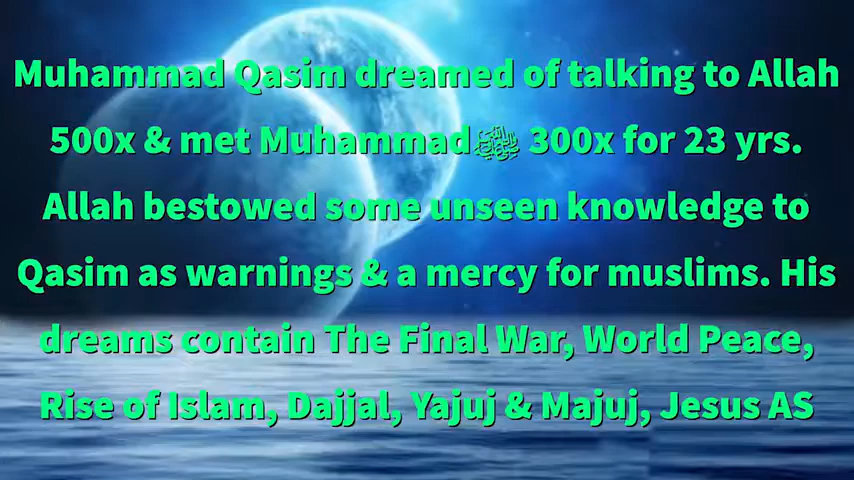 Muhammad Qasim dreamed of talking to Allah
500x & met Muhammadﷺ 300x for 23 yrs.
Allah bestowed some unseen knowledge to
Qasim as warnings & a mercy for muslims. His
dreams contain The Final War, World Peace,
Rise of Islam, Dajjal, Yajuj & Majuj, Jesus AS